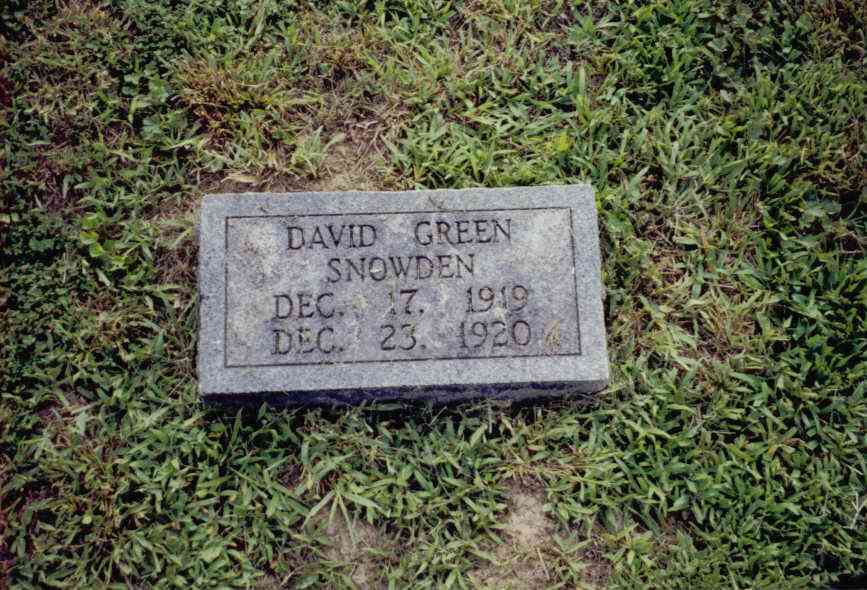 DAVID GREEN
SNOWDEN
DEC. 17, 1919
DEC. 23, 1920